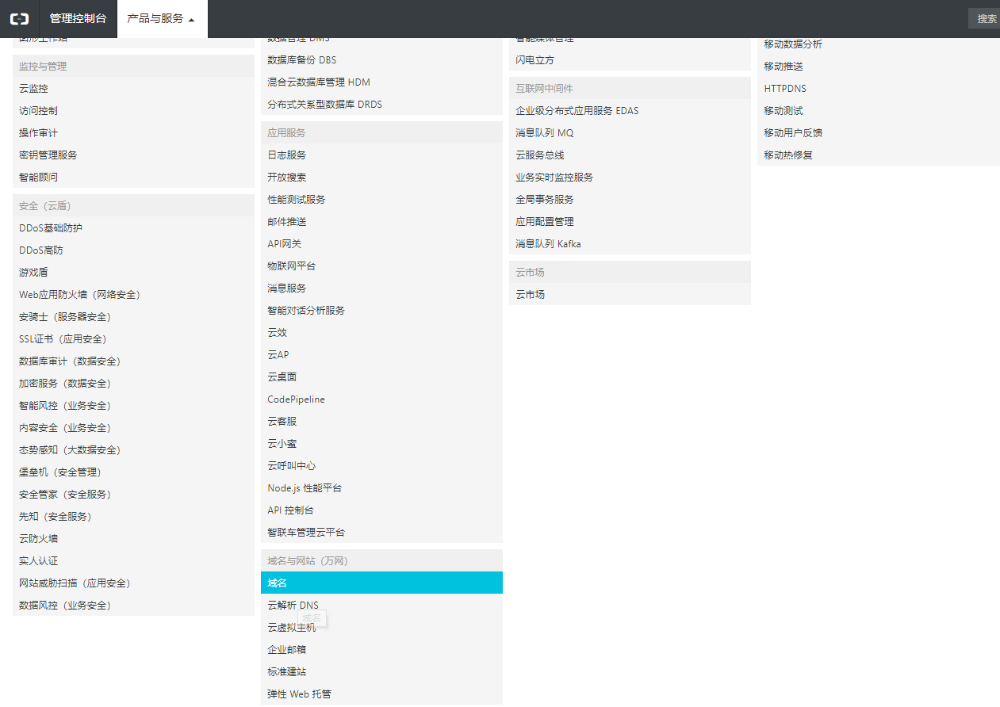 管理控制台
产品与服务
搜索
图形工作站
监控与管理
云监控
访问控制
操作审计
密钥管理服务
智能顾问
安全（云盾）
DDoS基础防护
DDoS高防
游戏盾
Web应用防火墙（网络安全）
安骑士（服务器安全）
SSL证书（应用安全）
数据库审计（数据安全）
加密服务（数据安全）
智能风控（业务安全）
内容安全（业务安全）
态势感知（大数据安全）
堡垒机（安全管理）
安全管家（安全服务）
先知（安全服务）
云防火墙
实人认证
网站威胁扫描（应用安全）
数据风控（业务安全）
数据管理 DMS
数据库备份 DBS
混合云数据库管理 HDM
分布式关系型数据库 DRDS
应用服务
日志服务
开放搜索
性能测试服务
邮件推送
API网关
物联网平台
消息服务
智能对话分析服务
云效
云AP
云桌面
CodePipeline
云客服
云小蜜
云呼叫中心
Node.js 性能平台
API 控制台
智联车管理云平台
域名与网站（万网）
域名
云解析 DNS
域名
云虚拟主机
企业邮箱
标准建站
弹性 Web 托管
智能媒体管理
闪电立方
互联网中间件
企业级分布式应用服务 EDAS
消息队列 MQ
云服务总线
业务实时监控服务
全局事务服务
应用配置管理
消息队列 Kafka
云市场
云市场
移动数据分析
移动推送
HTTPDNS
移动测试
移动用户反馈
移动热修复